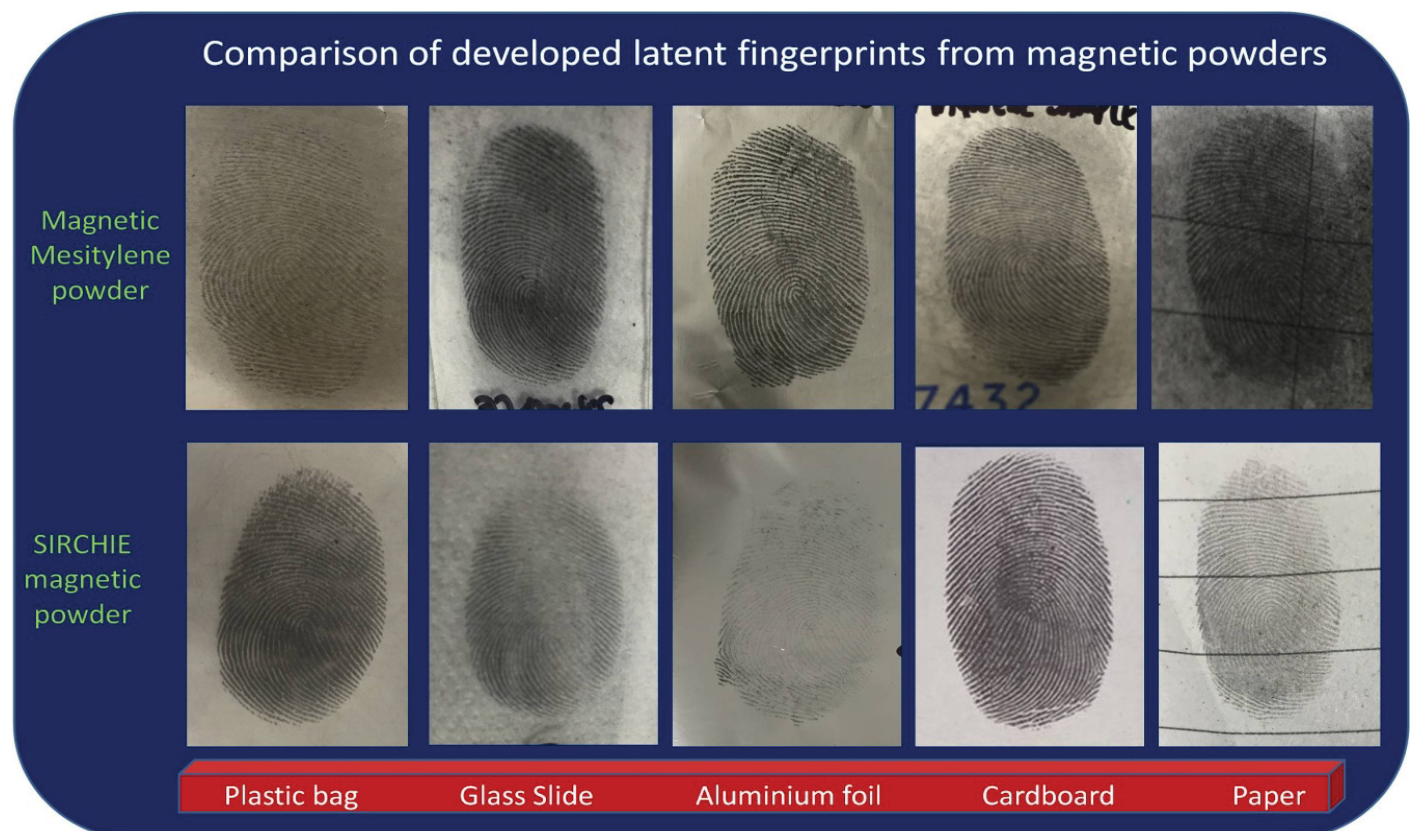 Comparison of developed latent fingerprints from magnetic powders
Magnetic
Mesitylene
powder
7432
SIRCHIE
magnetic
powder
Plastic bag
Glass Slide
Aluminium foil
Cardboard
Paper